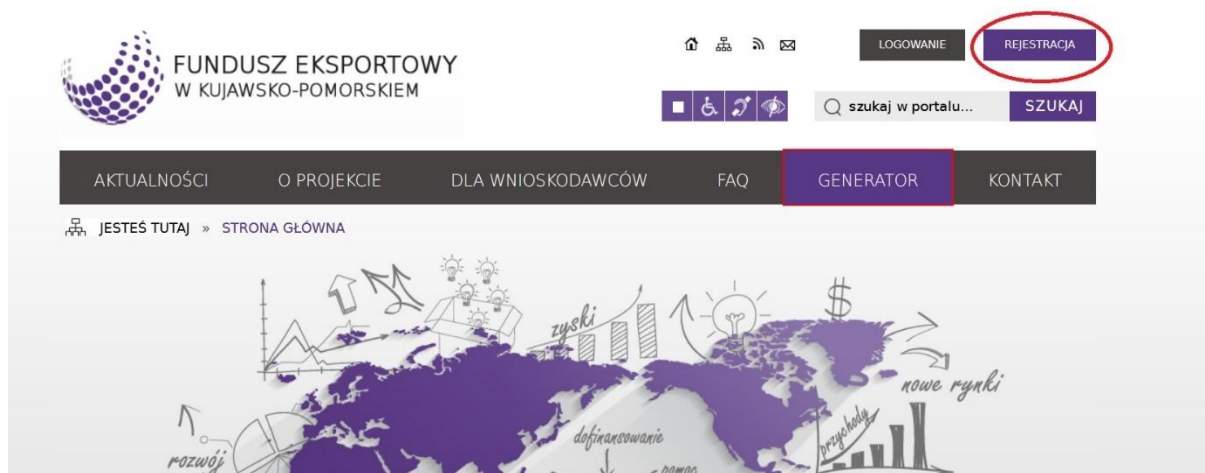 FUNDUSZ EKSPORTOWY
W KUJAWSKO-POMORSKIEM
LOGOWANIE
REJESTRACJA
szukaj w portalu...
SZUKAJ
AKTUALNOŚCI
O PROJEKCIE
DLA WNIOSKODAWCÓW
FAQ
GENERATOR
KONTAKT
JESTEŚ TUTAJ » STRONA GŁÓWNA
zyski
$
nowe rynki
przychody
dofinansowanie
rozwój
pomoc